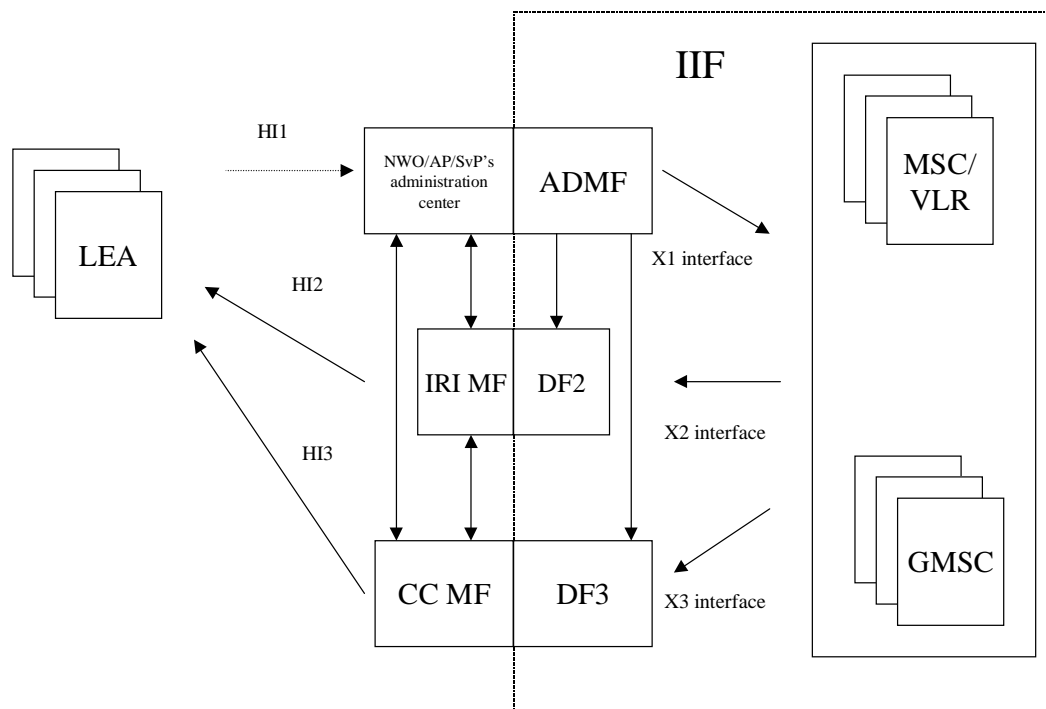 IIF
HI1
NWO/AP/SvP's
administration
center
ADMF
MSC/
VLR
LEA
X1 interface
HI2
IRI MF
DF2
X2 interface
HI3
GMSC
CC MF
DF3
X3 interface